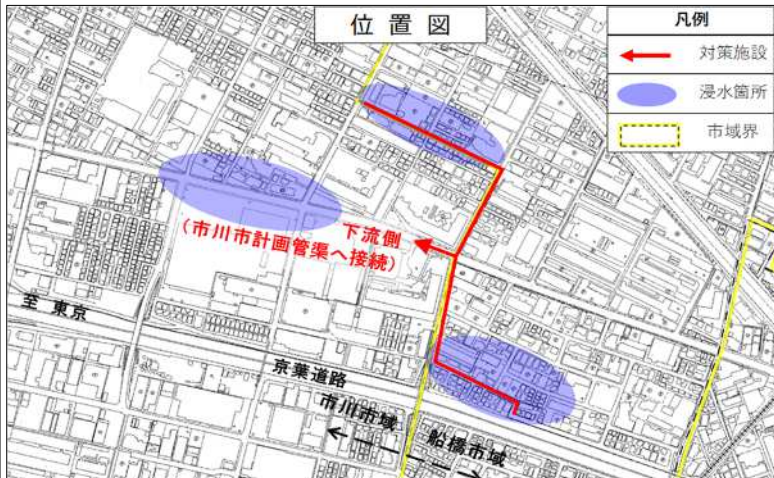 位置図
凡例
対策施設
浸水箇所
市域界
下流側
(市川市計画管渠へ接続)
至 東京
京葉道路
市川市域
船橋市域